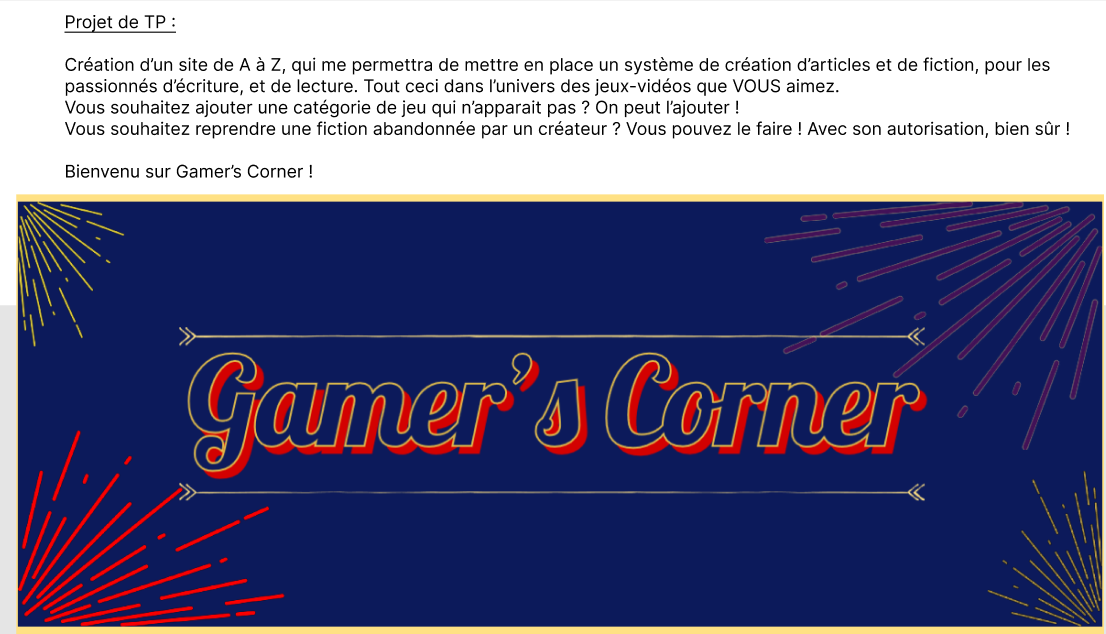 Projet de TP :
Création d’un site de A à Z, qui me permettra de mettre en place un système de création d’articles et de fiction, pour les
passionnés d’écriture, et de lecture. Tout ceci dans l’univers des jeux-vidéos que VOUS aimez.
Vous souhaitez ajouter une catégorie de jeu qui n’apparait pas ? On peut l’ajouter !
Vous souhaitez reprendre une fiction abandonnée par un créateur ? Vous pouvez le faire ! Avec son autorisation, bien sûr !
Bienvenu sur Gamer’s Corner !
Gamer’s Corner